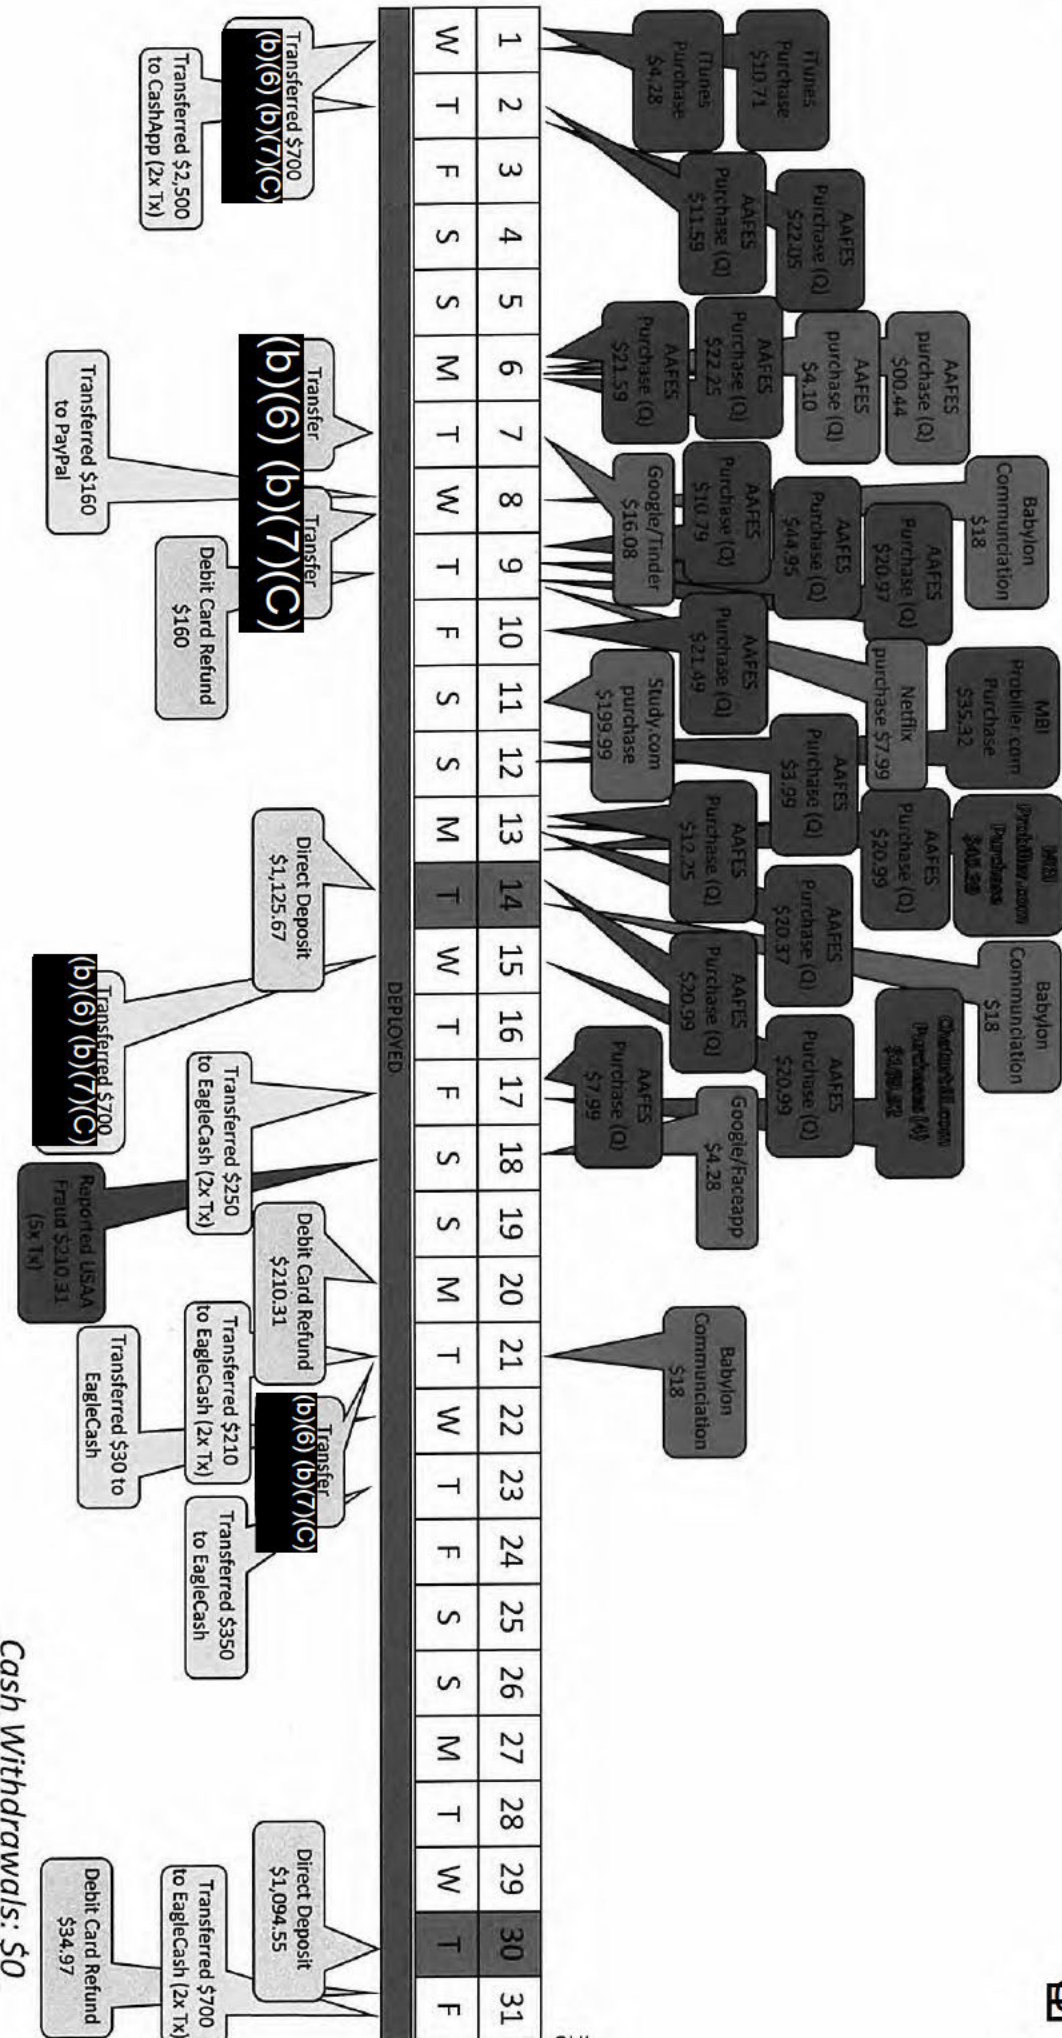 iTunes
Purchase
$10.71
iTunes
Purchase
$4.28
AAFES
Purchase (Q)
$22.05
AAFES
Purchase (Q)
$11.59
AAFES
purchase (Q)
$00.44
AAFES
purchase (Q)
$4.10
AAFES
Purchase (Q)
$22.25
AAFES
Purchase (Q)
$21.59
Babylon
Communciation
$18
AAFES
Purchase (Q)
$20.97
AAFES
Purchase (Q)
$44.95
AAFES
Purchase (Q)
$10.79
Google/Tinder
$16.08
MBI
Probiller.com
Purchase
$35.32
Netflix
purchase $7.99
AAFES
Purchase (Q)
$21.49
Study.com
purchase
$199.99
MBI
Probiller.com
Purchase
AAFES
Purchase (Q)
$20.99
AAFES
Purchase (Q)
$3.99
AAFES
Purchase (Q)
$12.25
Babylon
Communciation
$18
Purchases (4)
AAFES
Purchase (Q)
$20.37
AAFES
Purchase (Q)
$20.99
AAFES
Purchase (Q)
$20.99
AAFES
Purchase (Q)
$7.99
Google/Faceapp
$4.28
Babylon
Communciation
$18
1 2 3 4 5 6 7 8 9 10 11 12 13 14 15 16 17 18 19 20 21 22 23 24 25 26 27 28 29 30 31
W T F S S M T W T F S S M T W T F S S M T W T F S S M T W T F
DEPLOYED
Transferred $700
(b)(6) (b)(7)(C)
Transferred $2,500
to CashApp (2x Tx)
Transfer
Transfer
(b)(6) (b)(7)(C)
Transferred $160
to PayPal
Debit Card Refund
$160
Direct Deposit
$1,125.67
Transferred $700
(b)(6) (b)(7)(C)
Transferred $250
to EagleCash (2x Tx)
Reported USAA
Fraud $210.31
(5x Tx)
Debit Card Refund
$210.31
Transferred $210
to EagleCash (2x Tx)
Transferred $30 to
EagleCash
Transfer
(b)(6) (b)(7)(C)
Transferred $350
to EagleCash
Direct Deposit
$1,094.55
Transferred $700
to EagleCash (2x Tx)
Debit Card Refund
$34.97
Cash Withdrawals: $0